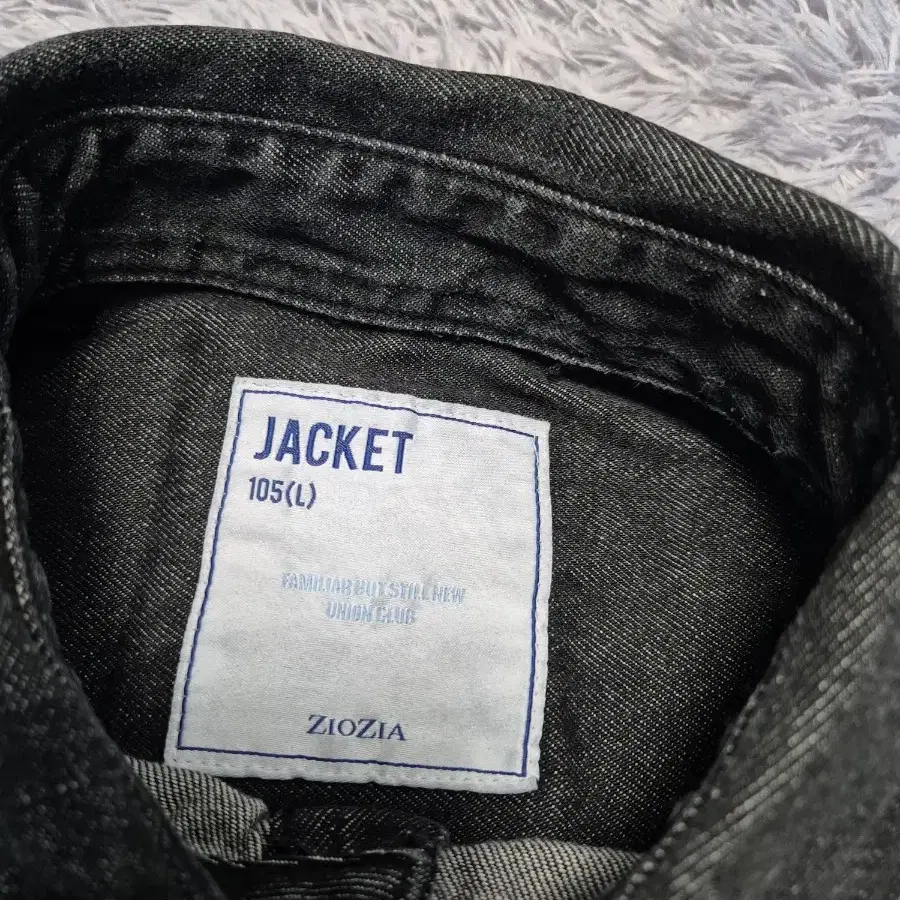 JACKET
105(L)
FAMILIAR BUT STILL NEW
UNION CLUB
ZIOZIA